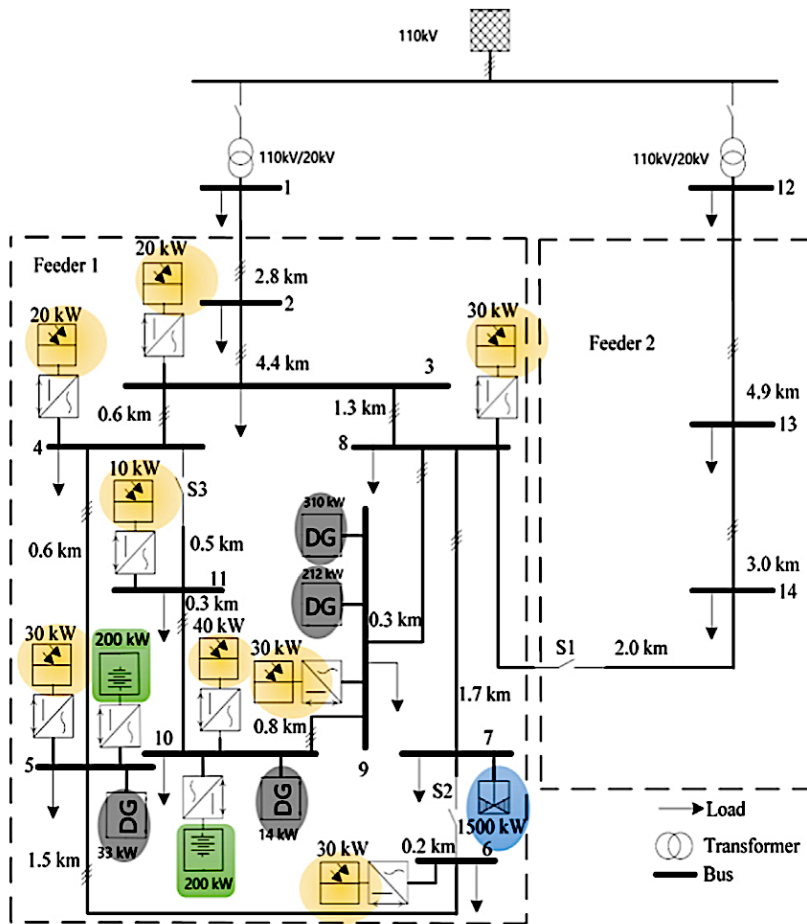 110kV
110kV/20kV
110kV/20kV
1
12
Feeder 1
20 kW
2.8 km
2
20 kW
30 kW
Feeder 2
4.4 km
3
4.9 km
0.6 km
1.3 km
13
4
8
10 kW
S3
310 kW
DG
0.6 km
0.5 km
212 kW
DG
3.0 km
11
14
0.3 km
0.3 km
200 kW
40 kW
30 kW
30 kW
S1
2.0 km
1.7 km
0.8 km
10
7
5
9
DG
33 kW
DG
14 kW
S2
1500 kW
Load
200 kW
30 kW
0.2 km
6
Transformer
1.5 km
Bus